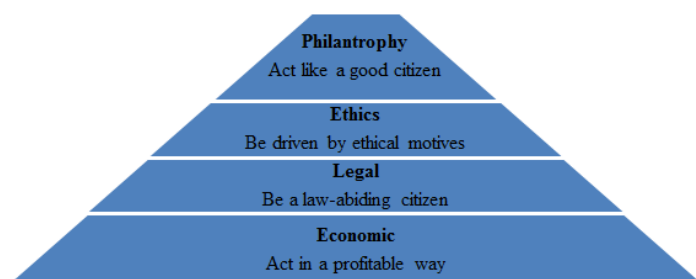 Philantrophy
Act like a good citizen
Ethics
Be driven by ethical motives
Legal
Be a law-abiding citizen
Economic
Act in a profitable way